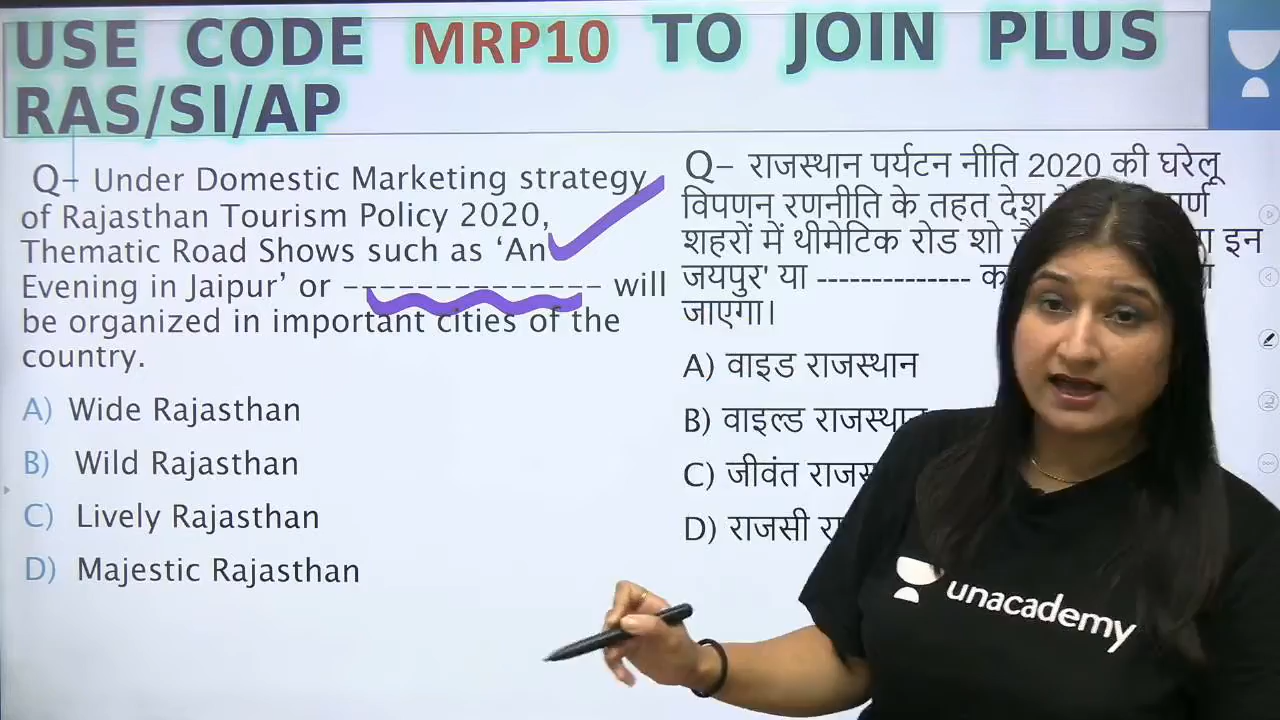 USE CODE MRP10 TO JOIN PLUS
RAS/SI/AP
Q- Under Domestic Marketing strategy
of Rajasthan Tourism Policy 2020,
Thematic Road Shows such as ‘An
Evening in Jaipur’ or -------------- will
be organized in important cities of the
country.
A) Wide Rajasthan
B) Wild Rajasthan
C) Lively Rajasthan
D) Majestic Rajasthan
Q- राजस्थान पर्यटन नीति 2020 की घरेलू
विपणन रणनीति के तहत देश
शहरों में थीमेटिक रोड शो इन
जयपुर' या --------------
जाएगा।
A) वाइड राजस्थान
B) वाइल्ड राजस्थान
C) जीवंत
D) राजसी
unacademy